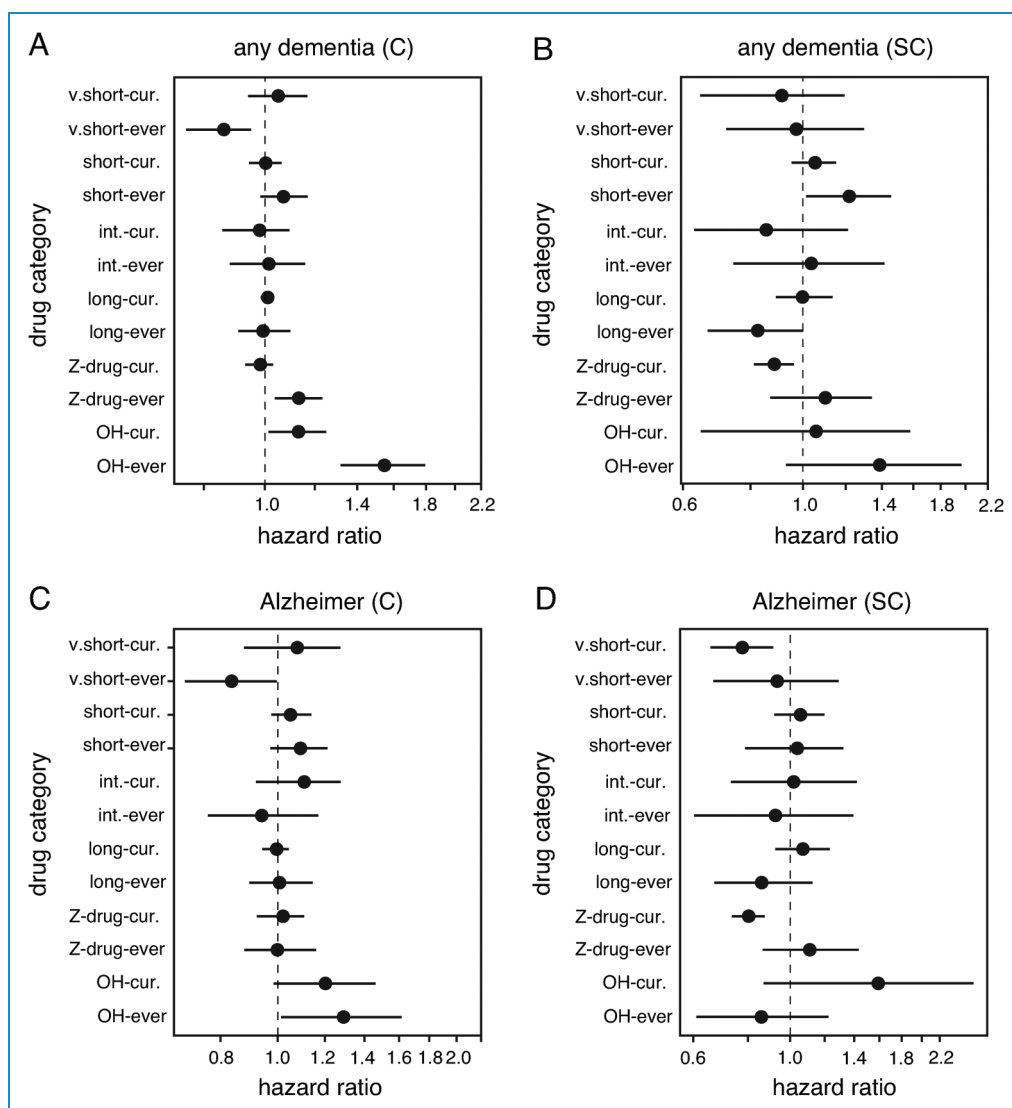 A
any dementia (C)
drug category
v.short-cur.
v.short-ever
short-cur.
short-ever
int.-cur.
int.-ever
long-cur.
long-ever
Z-drug-cur.
Z-drug-ever
OH-cur.
OH-ever
1.0 1.4 1.8 2.2
hazard ratio
B
any dementia (SC)
drug category
v.short-cur.
v.short-ever
short-cur.
short-ever
int.-cur.
int.-ever
long-cur.
long-ever
Z-drug-cur.
Z-drug-ever
OH-cur.
OH-ever
0.6 1.0 1.4 1.8 2.2
hazard ratio
C
Alzheimer (C)
drug category
v.short-cur.
v.short-ever
short-cur.
short-ever
int.-cur.
int.-ever
long-cur.
long-ever
Z-drug-cur.
Z-drug-ever
OH-cur.
OH-ever
0.8 1.0 1.2 1.4 1.6 1.8 2.0
hazard ratio
D
Alzheimer (SC)
drug category
v.short-cur.
v.short-ever
short-cur.
short-ever
int.-cur.
int.-ever
long-cur.
long-ever
Z-drug-cur.
Z-drug-ever
OH-cur.
OH-ever
0.6 1.0 1.4 1.8 2.2
hazard ratio